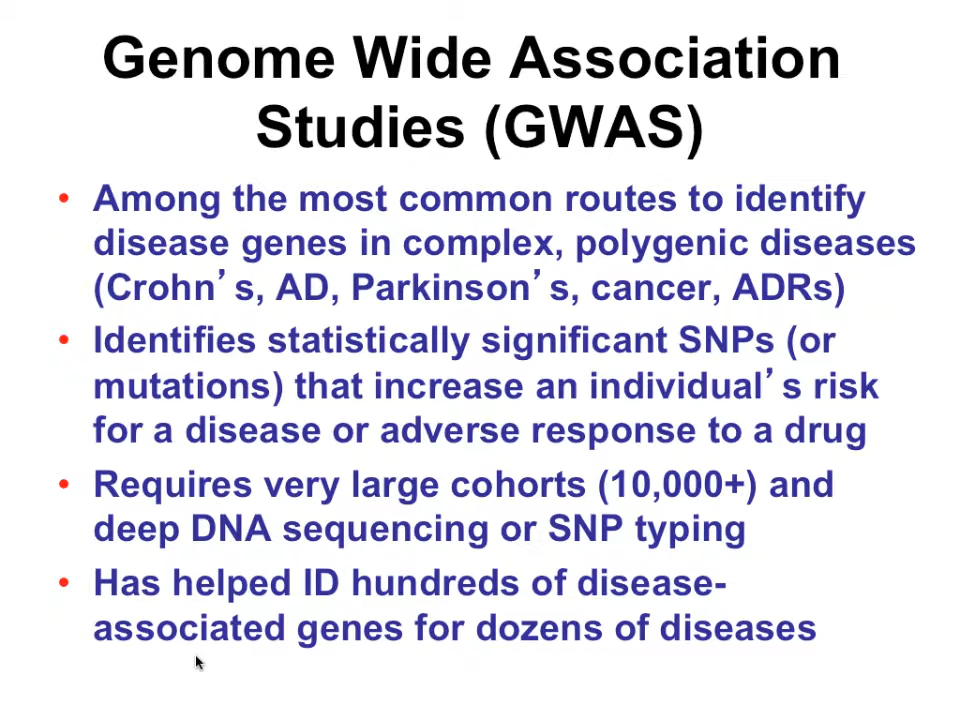 Genome Wide Association
Studies (GWAS)
• Among the most common routes to identify
disease genes in complex, polygenic diseases
(Crohn’s, AD, Parkinson’s, cancer, ADRs)
• Identifies statistically significant SNPs (or
mutations) that increase an individual’s risk
for a disease or adverse response to a drug
• Requires very large cohorts (10,000+) and
deep DNA sequencing or SNP typing
• Has helped ID hundreds of disease-
associated genes for dozens of diseases